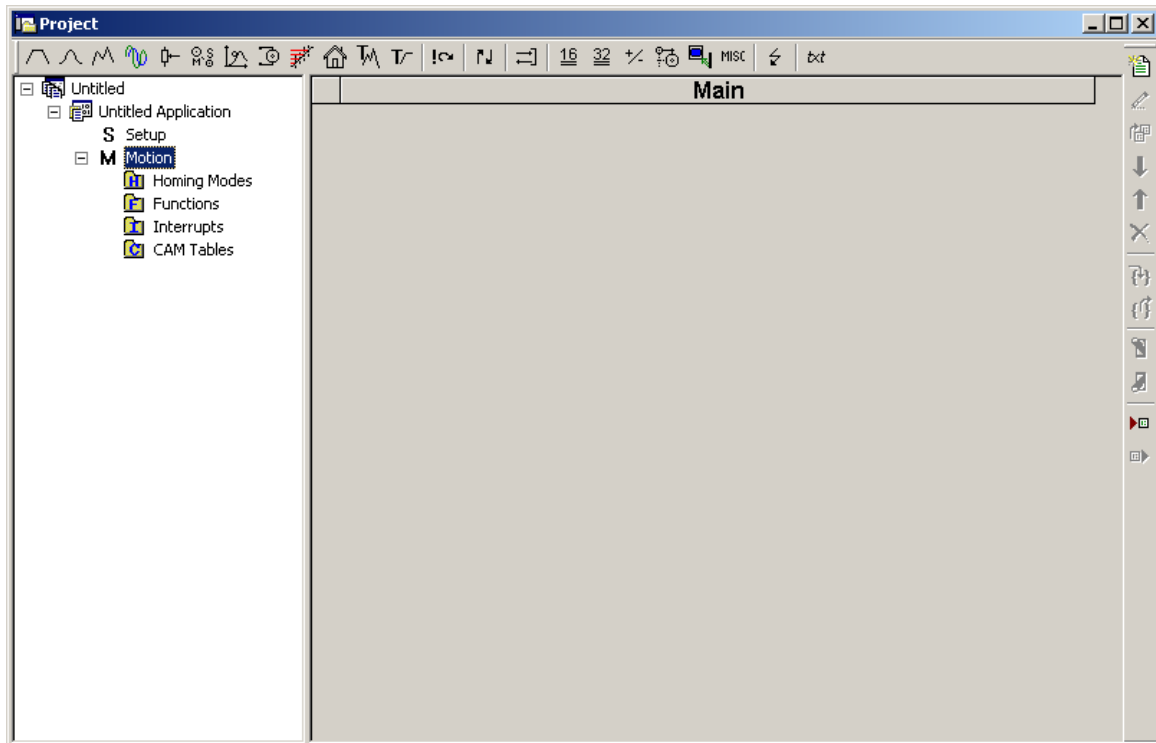 Project
16 32 +/- MISC txt
Untitled
Main
Untitled Application
S Setup
M Motion
H Homing Modes
F Functions
I Interrupts
C CAM Tables